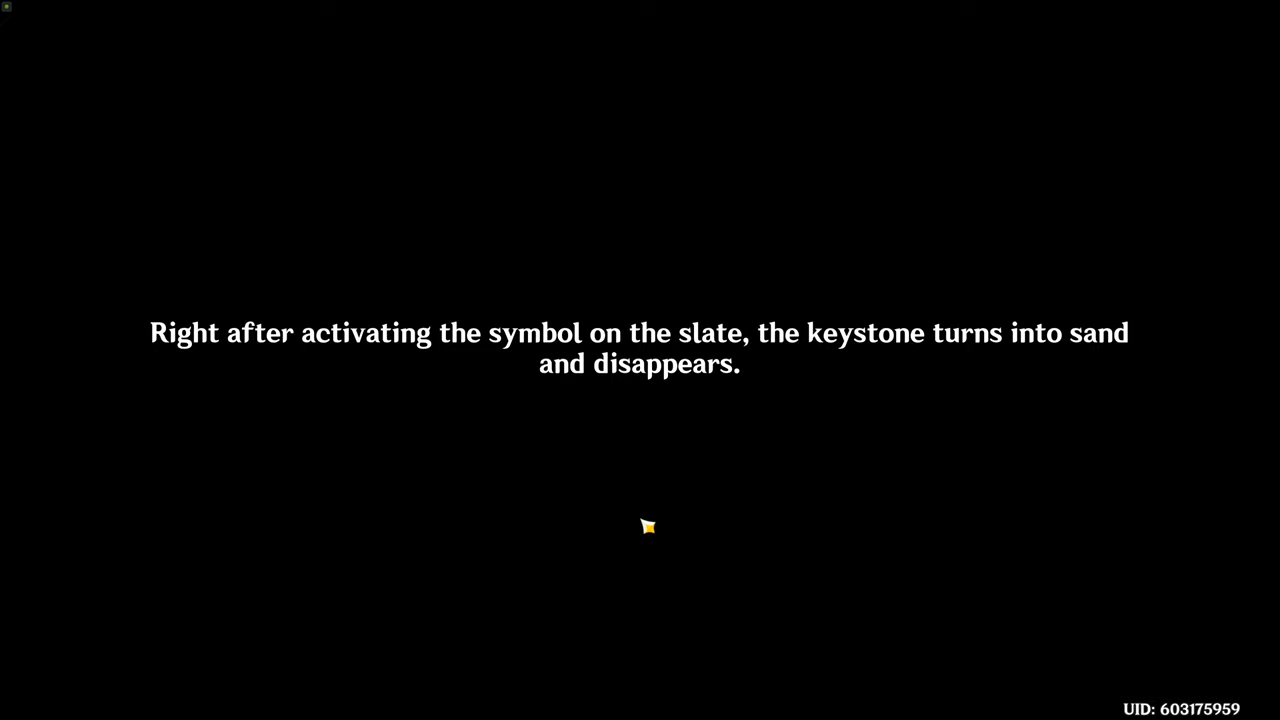 Right after activating the symbol on the slate, the keystone turns into sand
and disappears.
UID: 603175959